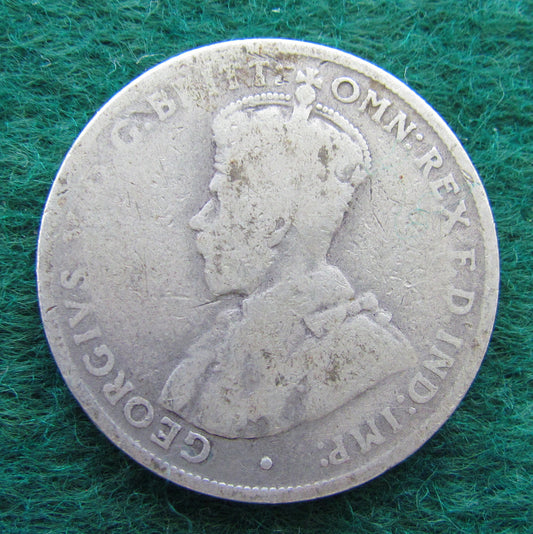 GEORGIVS D.G. BRITT: OMN: REX F.D. IND: IMP: